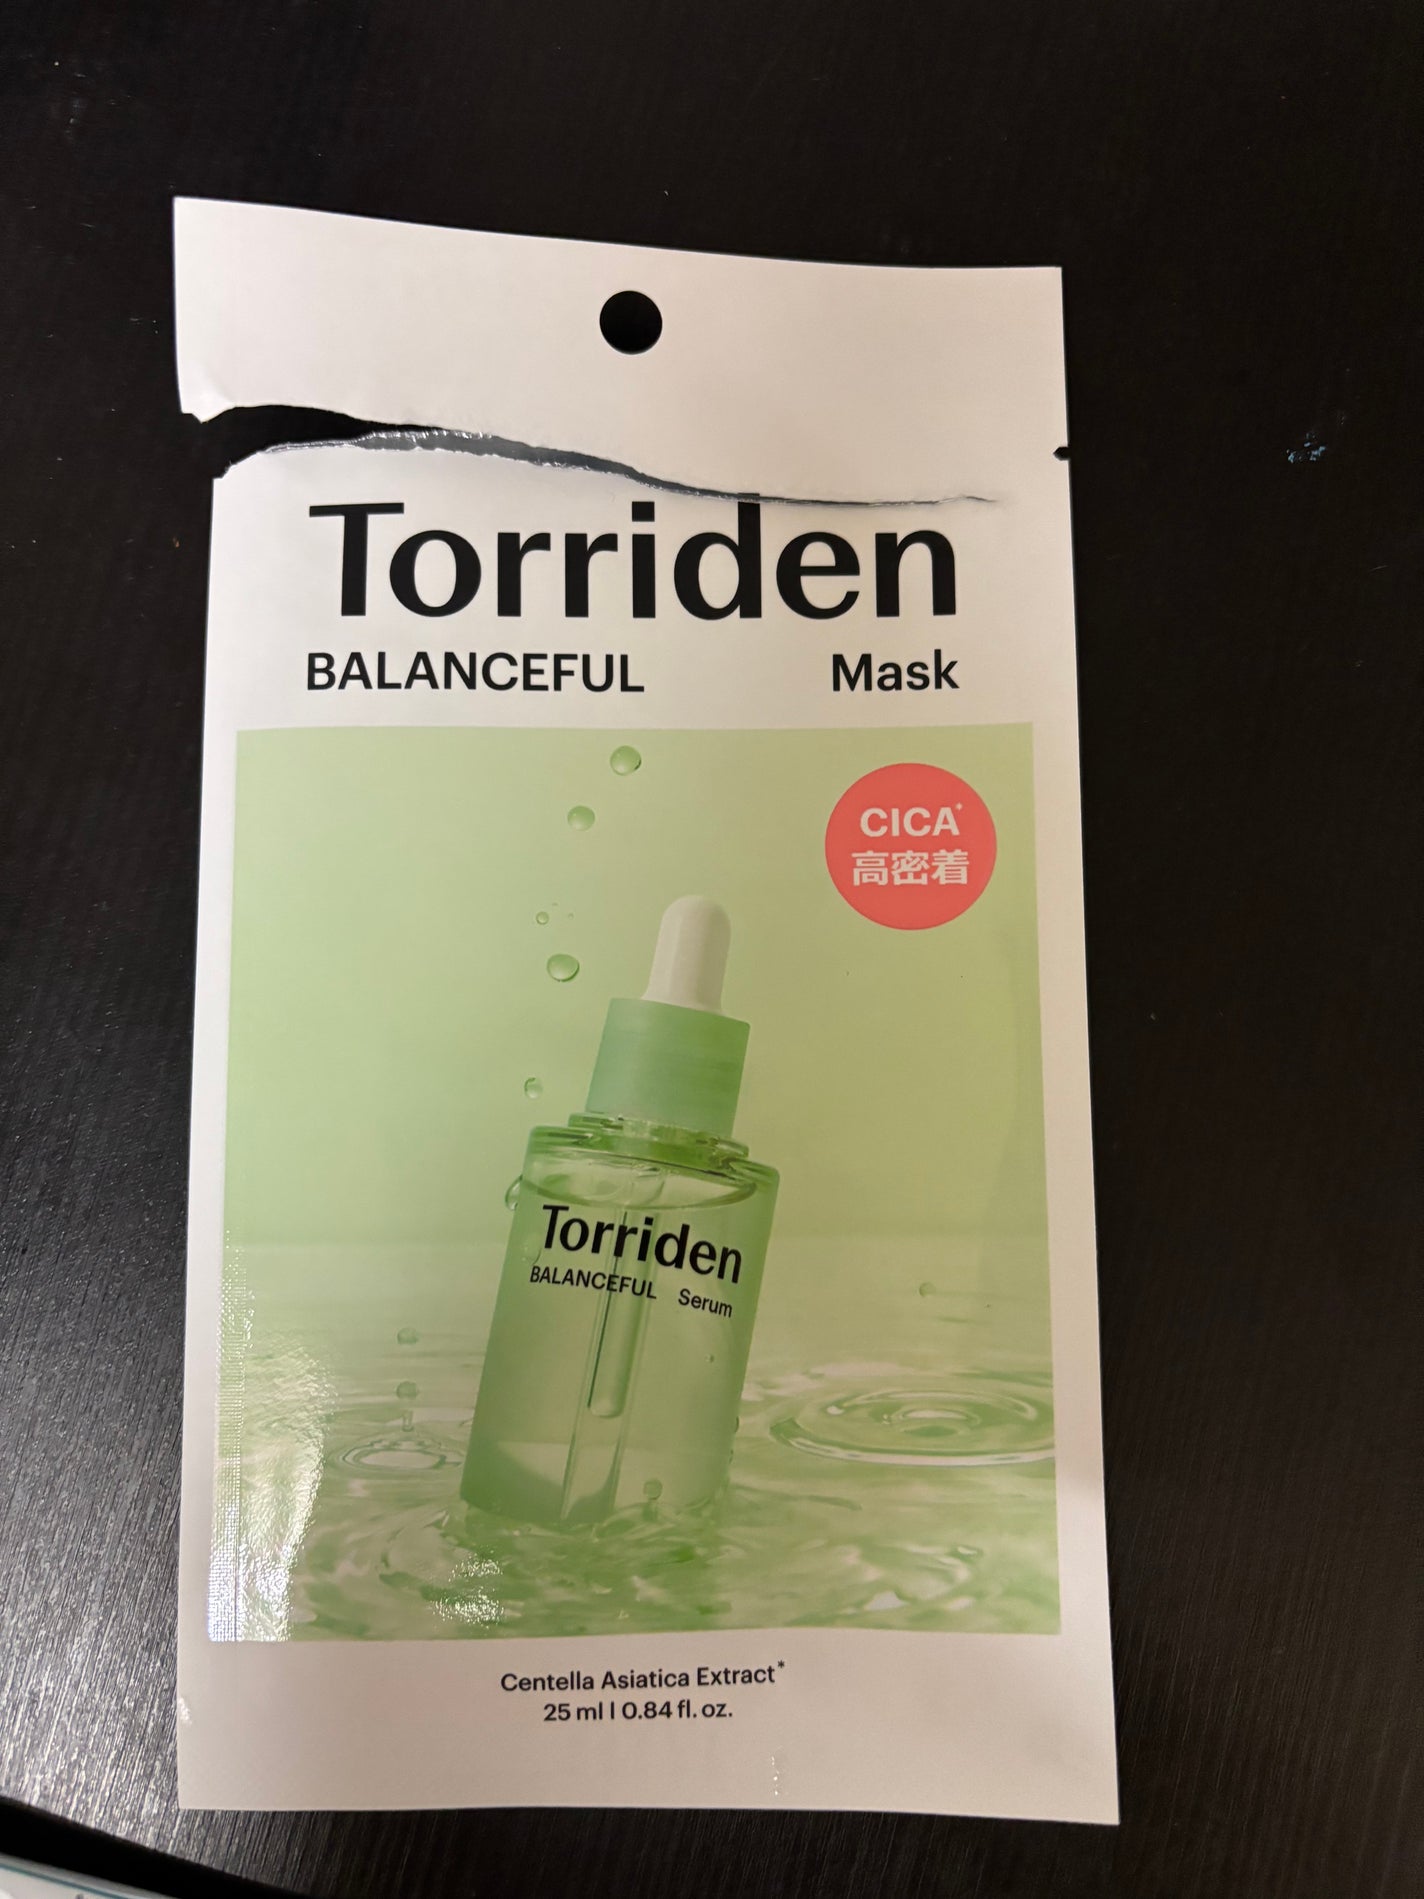 Torriden
BALANCEFUL Mask
CICA*
高密着
Torriden
BALANCEFUL Serum
Centella Asiatica Extract*
25 ml | 0.84 fl. oz.